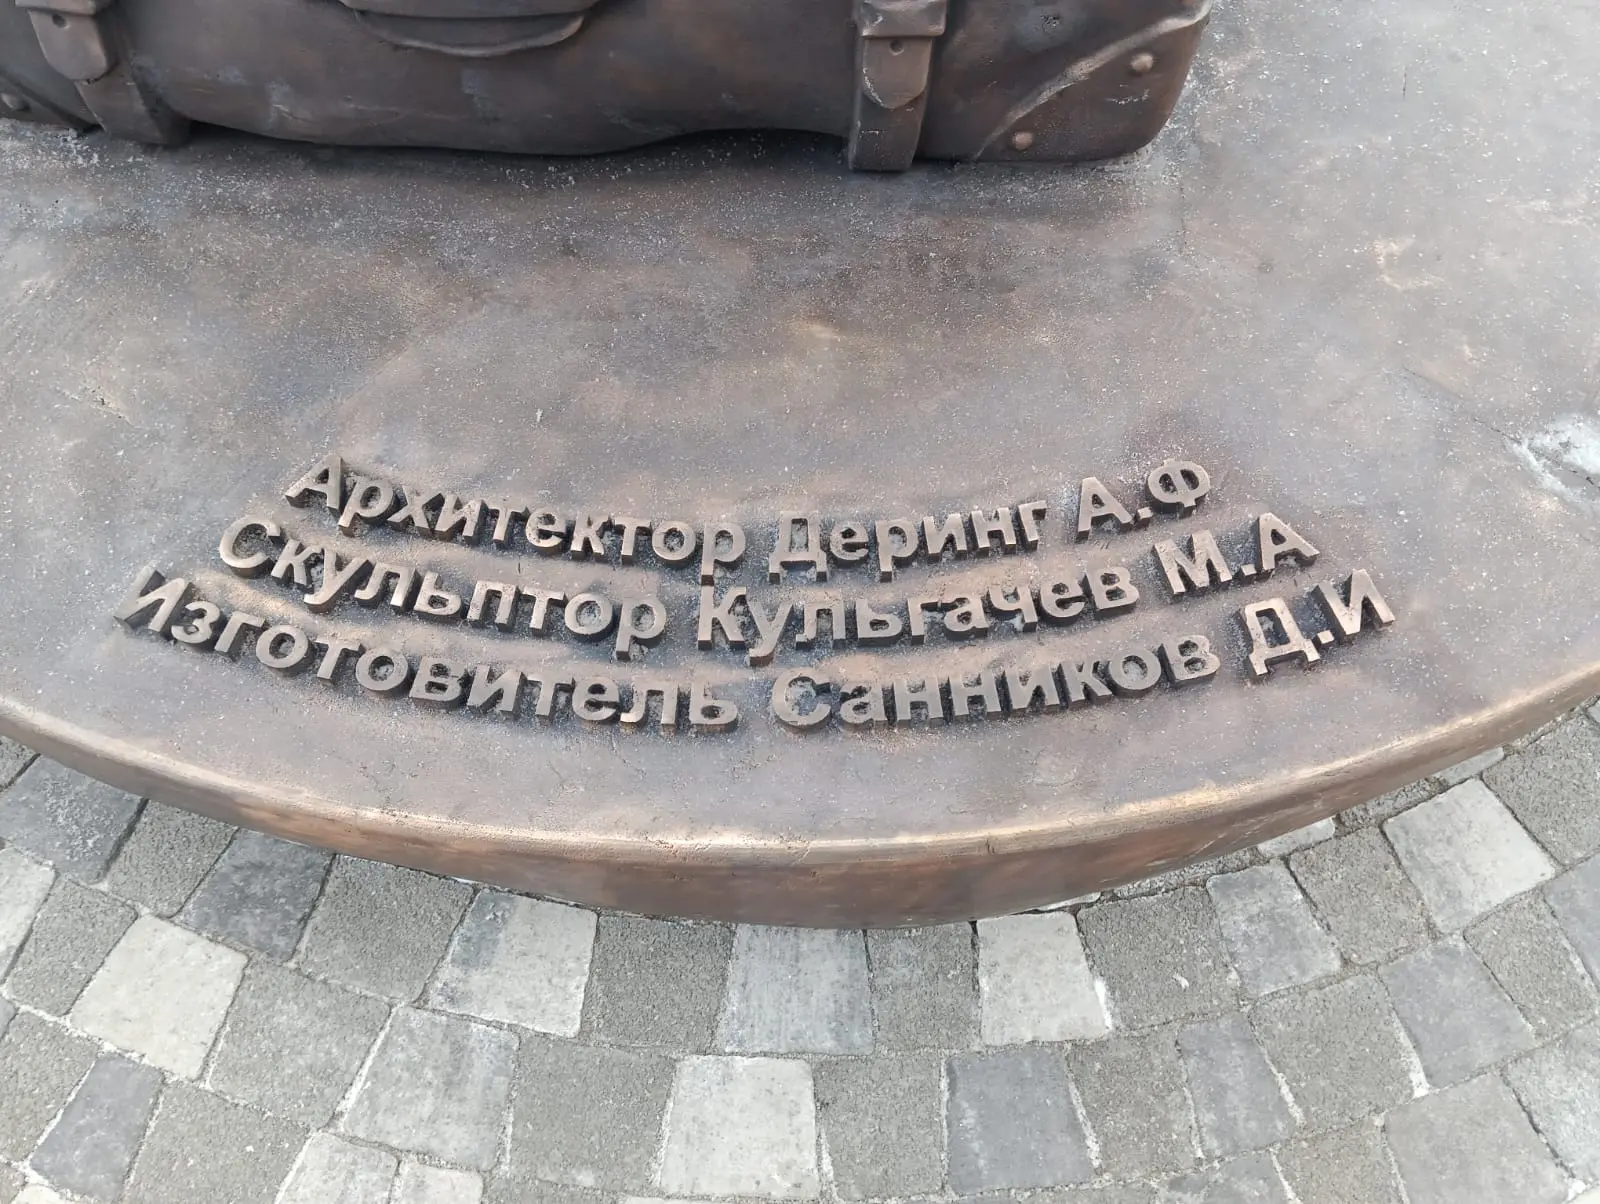 Архитектор Деринг А.Ф
Скульптор Кульгачев М.А
Изготовитель Санников Д.И